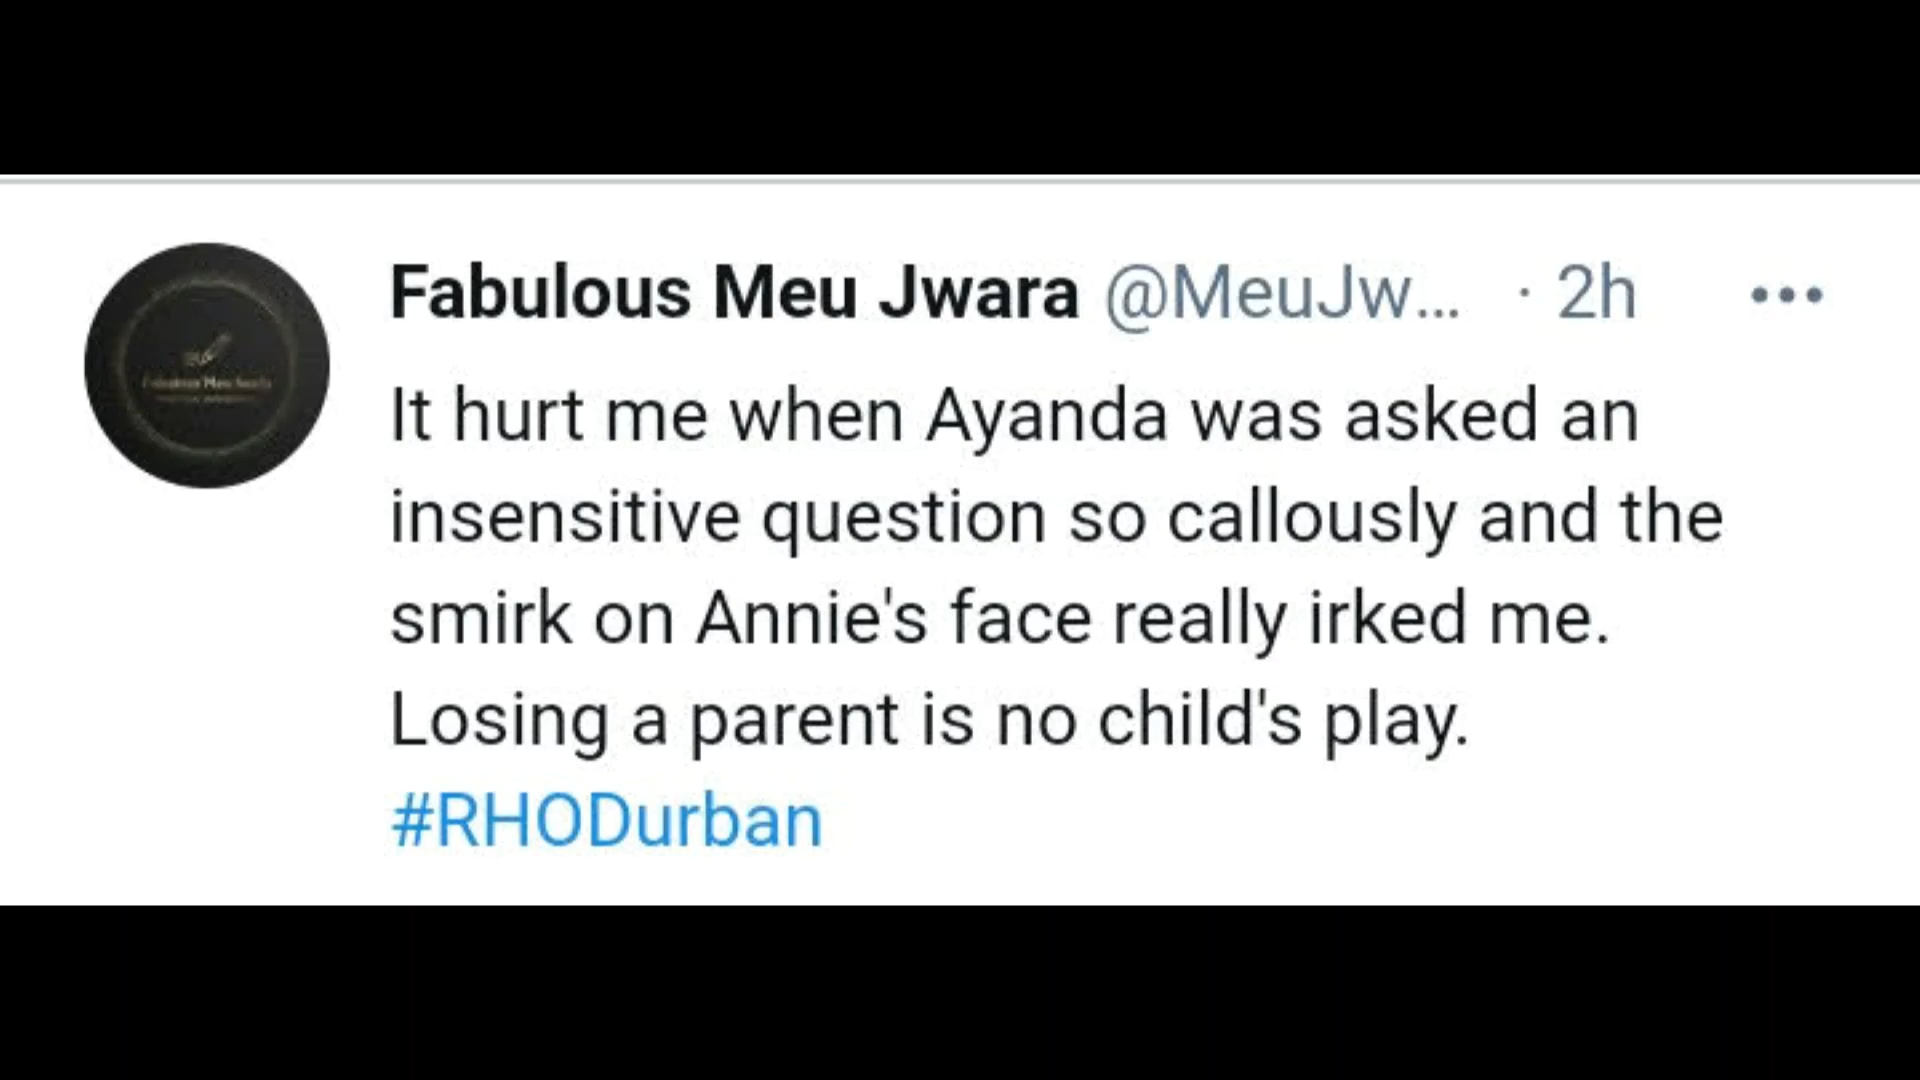 Fabulous Meu Jwara @MeuJw... · 2h
It hurt me when Ayanda was asked an
insensitive question so callously and the
smirk on Annie's face really irked me.
Losing a parent is no child's play.
#RHODurban